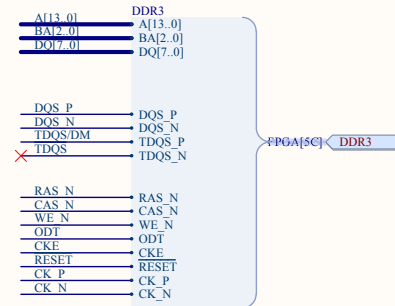 DDR3
A[13..0] A[13..0]
BA[2..0] BA[2..0]
DQ[7..0] DQ[7..0]
DQS_P DQS_P
DQS_N DQS_N
TDQS/DM TDQS_P
TDQS TDQS_N
FPGA[5C] DDR3
RAS_N RAS_N
CAS_N CAS_N
WE_N WE_N
ODT ODT
CKE CKE
RESET RESET
CK_P CK_P
CK_N CK_N